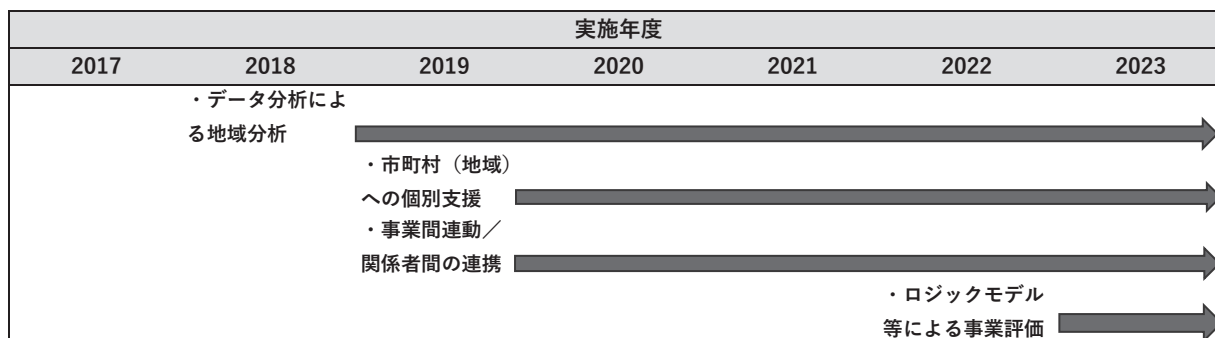 実施年度
2017 2018 2019 2020 2021 2022 2023
・データ分析によ
る地域分析
・市町村（地域）
への個別支援
・事業間連動／
関係者間の連携
・ロジックモデル
等による事業評価